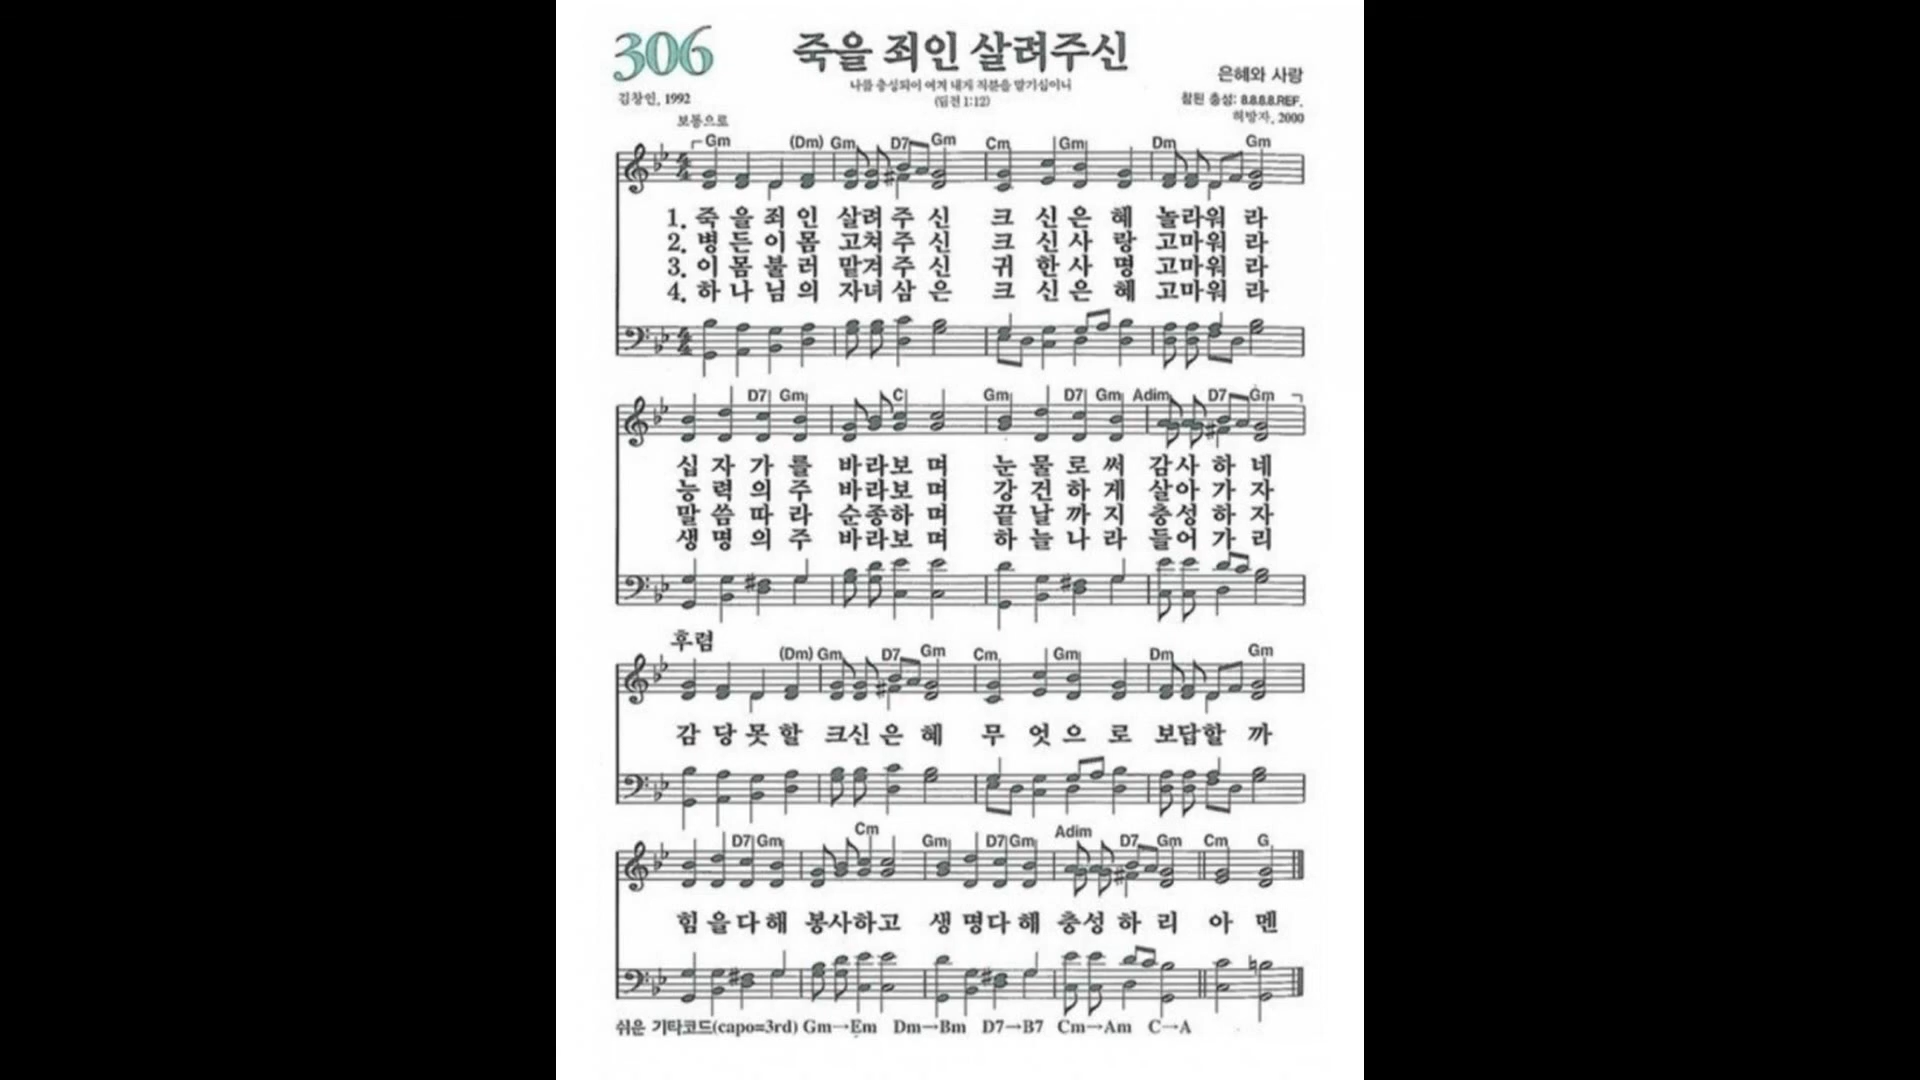 306
죽을 죄인 살려주신
나를 충성되이 여겨 내게 직분을 맡기심이니
(딤전 1:12)
은혜와 사랑
김창인, 1992
참된 충성: 8.8.8.8.REF.
허방자, 2000
보통으로
Gm (Dm) Gm D7 Gm Cm Gm Dm Gm
1. 죽을죄인 살려주신 크신은혜 놀라워라
2. 병든이몸 고쳐주신 크신사랑 고마워라
3. 이몸불러 맡겨주신 귀한사명 고마워라
4. 하나님의 자녀삼은 크신은혜 고마워라
D7 Gm C Gm D7 Gm Adim D7 Gm
십자가를 바라보며 눈물로써 감사하네
능력의주 바라보며 강건하게 살아가자
말씀따라 순종하며 끝날까지 충성하자
생명의주 바라보며 하늘나라 들어가리
후렴
(Dm) Gm D7 Gm Cm Gm Dm Gm
감당못할 크신은혜 무엇으로 보답할까
D7 Gm Cm Gm D7 Gm Adim D7 Gm Cm G
힘을다해 봉사하고 생명다해 충성하리 아멘
쉬운 기타코드(capo=3rd) Gm→Em Dm→Bm D7→B7 Cm→Am C→A